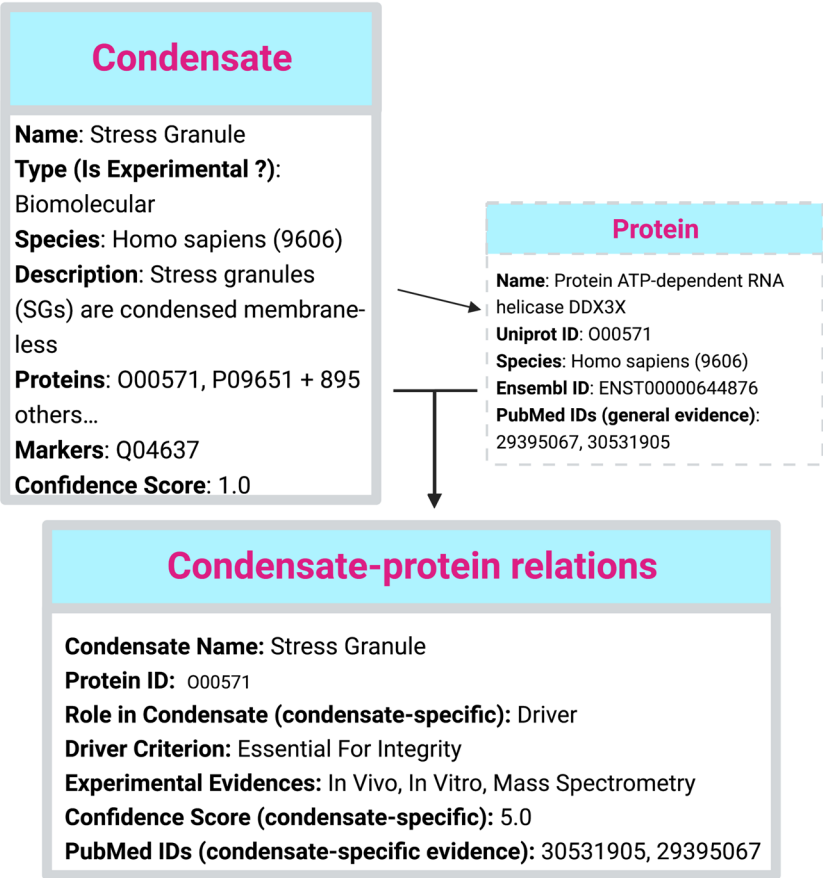 Condensate
Name: Stress Granule
Type (Is Experimental ?):
Biomolecular
Species: Homo sapiens (9606)
Description: Stress granules
(SGs) are condensed membrane-
less
Proteins: O00571, P09651 + 895
others…
Markers: Q04637
Confidence Score: 1.0
Protein
Name: Protein ATP-dependent RNA
helicase DDX3X
Uniprot ID: O00571
Species: Homo sapiens (9606)
Ensembl ID: ENST00000644876
PubMed IDs (general evidence):
29395067, 30531905
Condensate-protein relations
Condensate Name: Stress Granule
Protein ID: O00571
Role in Condensate (condensate-specific): Driver
Driver Criterion: Essential For Integrity
Experimental Evidences: In Vivo, In Vitro, Mass Spectrometry
Confidence Score (condensate-specific): 5.0
PubMed IDs (condensate-specific evidence): 30531905, 29395067